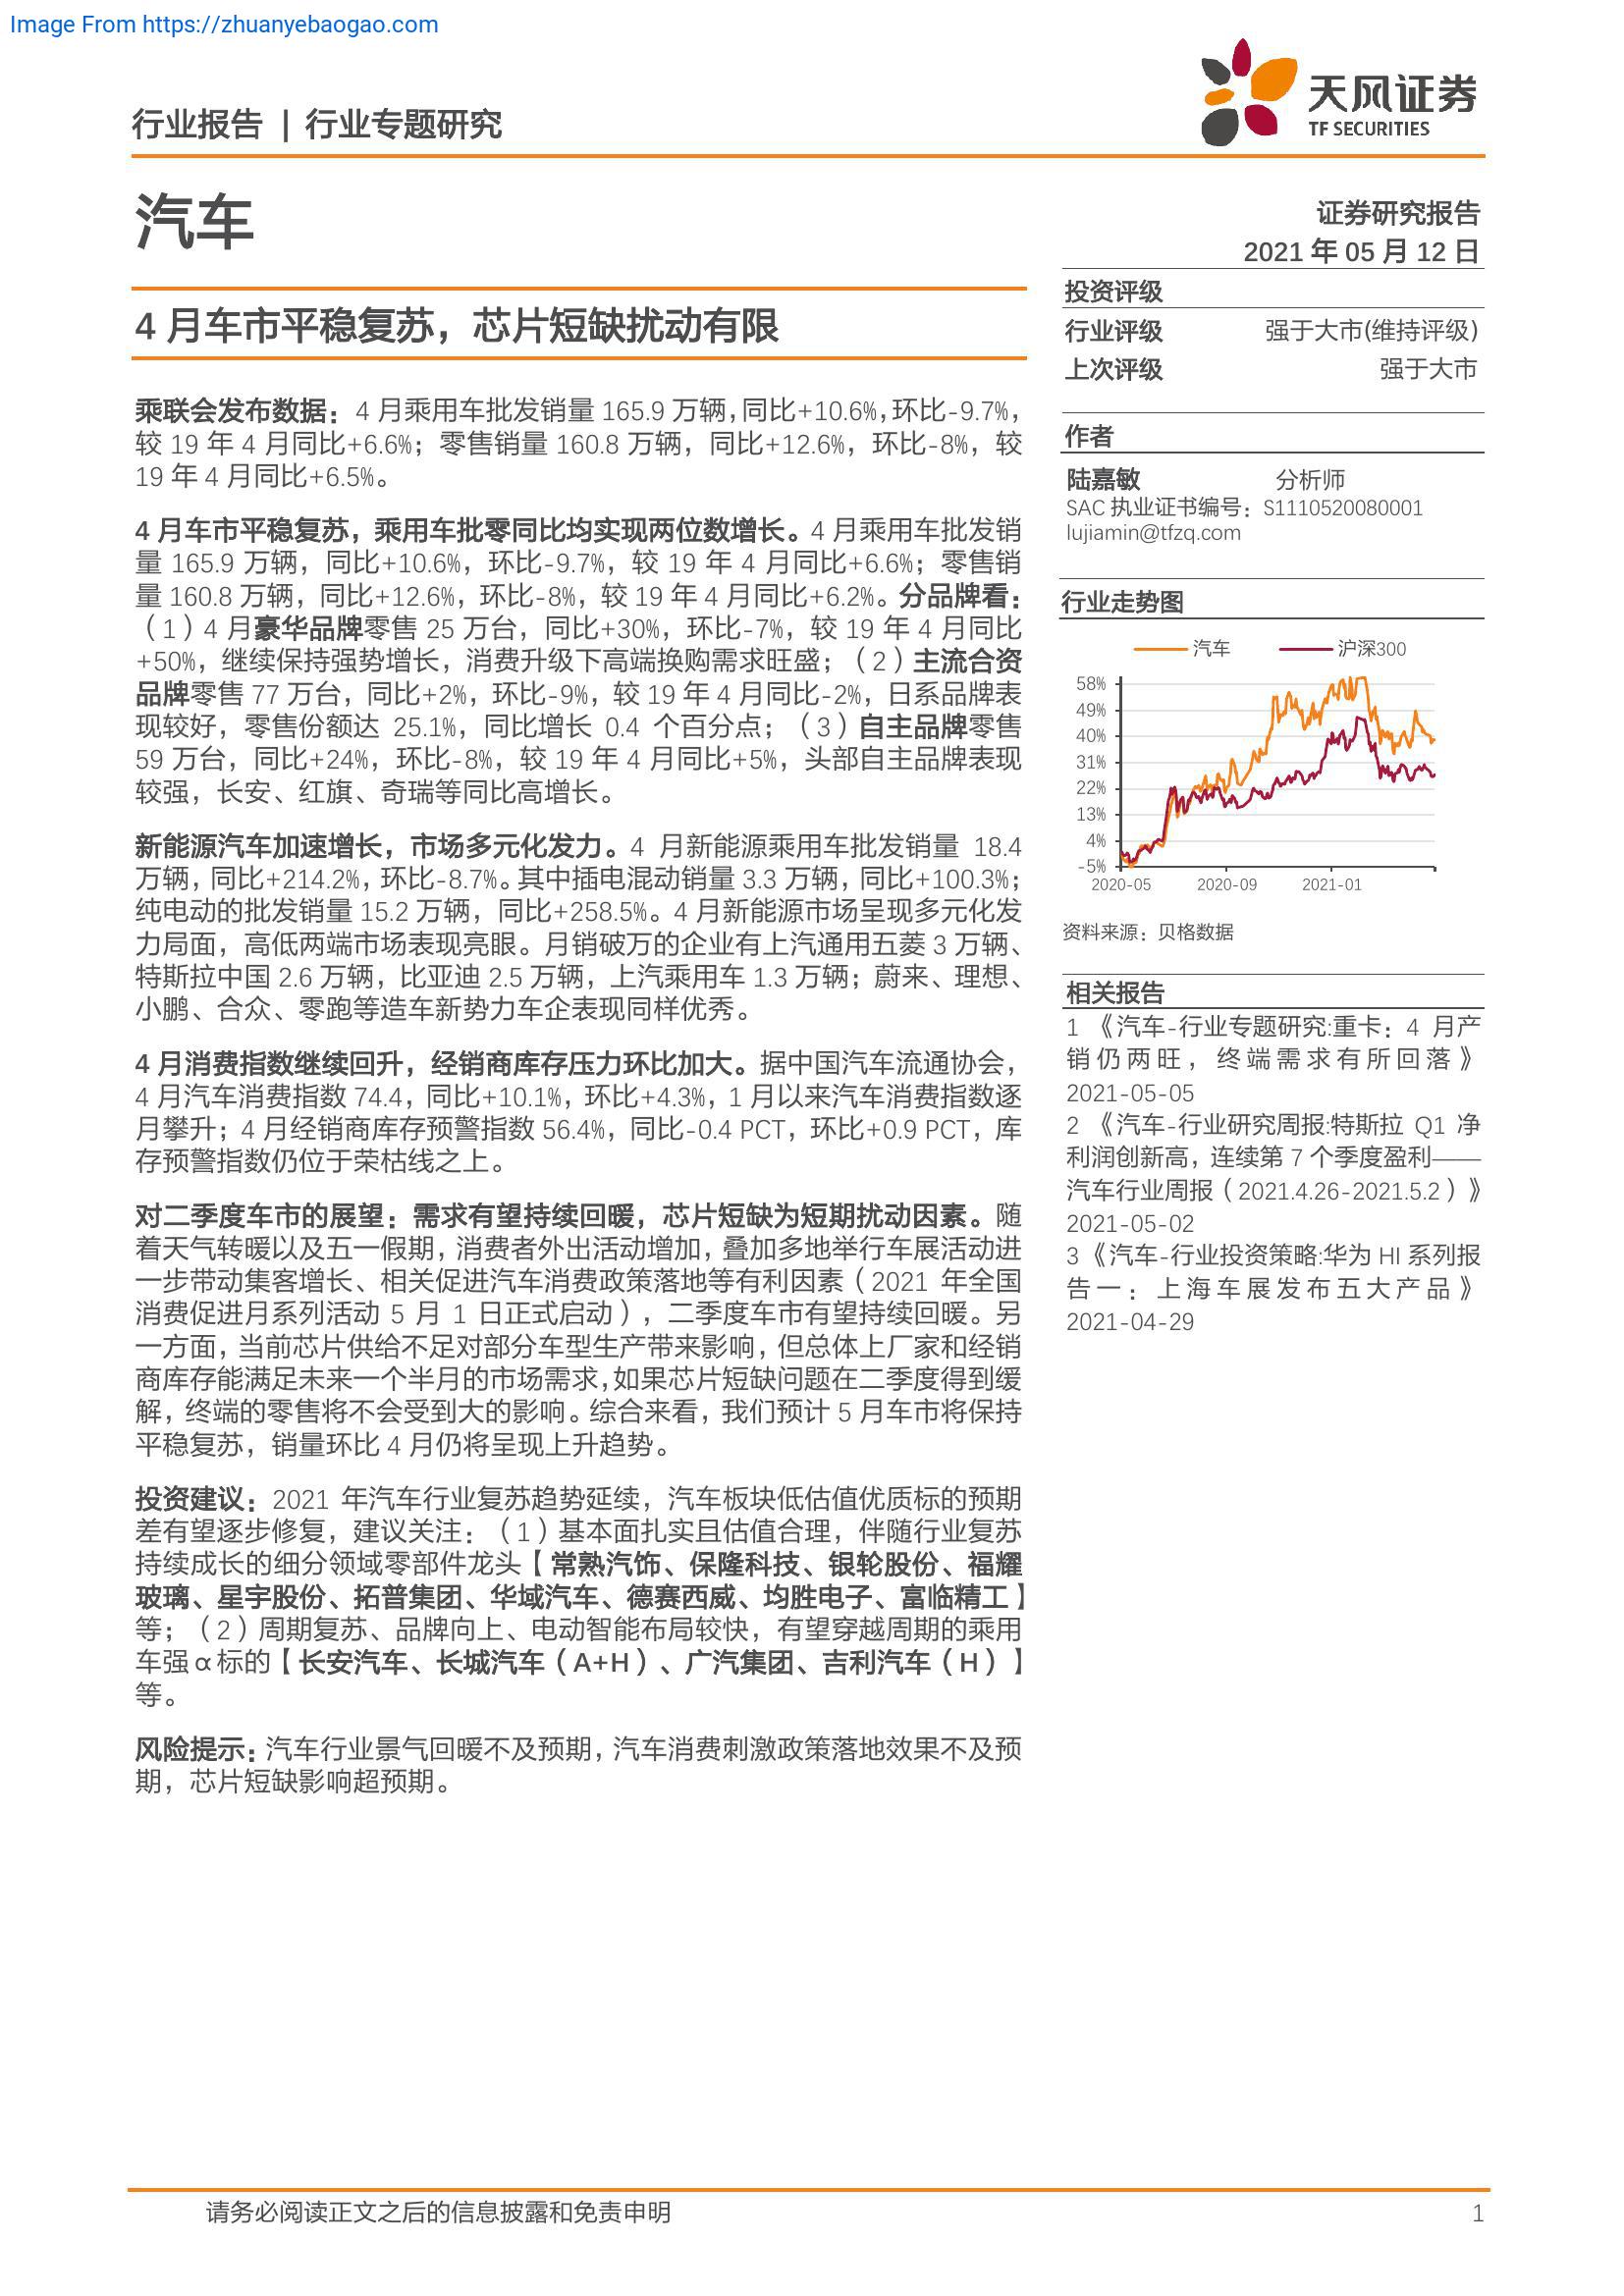 Image From https://zhuanyebaogao.com
行业报告 | 行业专题研究
天风证券
TF SECURITIES
汽车
4 月车市平稳复苏，芯片短缺扰动有限
乘联会发布数据：4 月乘用车批发销量 165.9 万辆，同比+10.6%，环比-9.7%，
较 19 年 4 月同比+6.6%；零售销量 160.8 万辆，同比+12.6%，环比-8%，较
19 年 4 月同比+6.5%。
4 月车市平稳复苏，乘用车批零同比均实现两位数增长。4 月乘用车批发销
量 165.9 万辆，同比+10.6%，环比-9.7%，较 19 年 4 月同比+6.6%；零售销
量 160.8 万辆，同比+12.6%，环比-8%，较 19 年 4 月同比+6.2%。分品牌看：
（1）4 月豪华品牌零售 25 万台，同比+30%，环比-7%，较 19 年 4 月同比
+50%，继续保持强势增长，消费升级下高端换购需求旺盛；（2）主流合资
品牌零售 77 万台，同比+2%，环比-9%，较 19 年 4 月同比-2%，日系品牌表
现较好，零售份额达 25.1%，同比增长 0.4 个百分点；（3）自主品牌零售
59 万台，同比+24%，环比-8%，较 19 年 4 月同比+5%，头部自主品牌表现
较强，长安、红旗、奇瑞等同比高增长。
新能源汽车加速增长，市场多元化发力。4 月新能源乘用车批发销量 18.4
万辆，同比+214.2%，环比-8.7%。其中插电混动销量 3.3 万辆，同比+100.3%；
纯电动的批发销量 15.2 万辆，同比+258.5%。4 月新能源市场呈现多元化发
力局面，高低两端市场表现亮眼。月销破万的企业有上汽通用五菱 3 万辆、
特斯拉中国 2.6 万辆，比亚迪 2.5 万辆，上汽乘用车 1.3 万辆；蔚来、理想、
小鹏、合众、零跑等造车新势力车企表现同样优秀。
4 月消费指数继续回升，经销商库存压力环比加大。据中国汽车流通协会，
4 月汽车消费指数 74.4，同比+10.1%，环比+4.3%，1 月以来汽车消费指数逐
月攀升；4 月经销商库存预警指数 56.4%，同比-0.4 PCT，环比+0.9 PCT，库
存预警指数仍位于荣枯线之上。
对二季度车市的展望：需求有望持续回暖，芯片短缺为短期扰动因素。随
着天气转暖以及五一假期，消费者外出活动增加，叠加多地举行车展活动进
一步带动集客增长、相关促进汽车消费政策落地等有利因素（2021 年全国
消费促进月系列活动 5 月 1 日正式启动），二季度车市有望持续回暖。另
一方面，当前芯片供给不足对部分车型生产带来影响，但总体上厂家和经销
商库存能满足未来一个半月的市场需求，如果芯片短缺问题在二季度得到缓
解，终端的零售将不会受到大的影响。综合来看，我们预计 5 月车市将保持
平稳复苏，销量环比 4 月仍将呈现上升趋势。
投资建议：2021 年汽车行业复苏趋势延续，汽车板块低估值优质标的预期
差有望逐步修复，建议关注：（1）基本面扎实且估值合理，伴随行业复苏
持续成长的细分领域零部件龙头【常熟汽饰、保隆科技、银轮股份、福耀
玻璃、星宇股份、拓普集团、华域汽车、德赛西威、均胜电子、富临精工】
等；（2）周期复苏、品牌向上、电动智能布局较快，有望穿越周期的乘用
车强α标的【长安汽车、长城汽车（A+H）、广汽集团、吉利汽车（H）】
等。
风险提示：汽车行业景气回暖不及预期，汽车消费刺激政策落地效果不及预
期，芯片短缺影响超预期。
证券研究报告
2021 年 05 月 12 日
投资评级
行业评级 强于大市(维持评级)
上次评级 强于大市
作者
陆嘉敏 分析师
SAC 执业证书编号：S1110520080001
lujiamin@tfzq.com
行业走势图
汽车 沪深300
58%
49%
40%
31%
22%
13%
4%
-5%
2020-05 2020-09 2021-01
资料来源：贝格数据
相关报告
1 《汽车-行业专题研究:重卡：4 月产
销仍两旺，终端需求有所回落》
2021-05-05
2 《汽车-行业研究周报:特斯拉 Q1 净
利润创新高，连续第 7 个季度盈利——
汽车行业周报（2021.4.26-2021.5.2）》
2021-05-02
3 《汽车-行业投资策略:华为 HI 系列报
告一：上海车展发布五大产品》
2021-04-29
请务必阅读正文之后的信息披露和免责申明 1